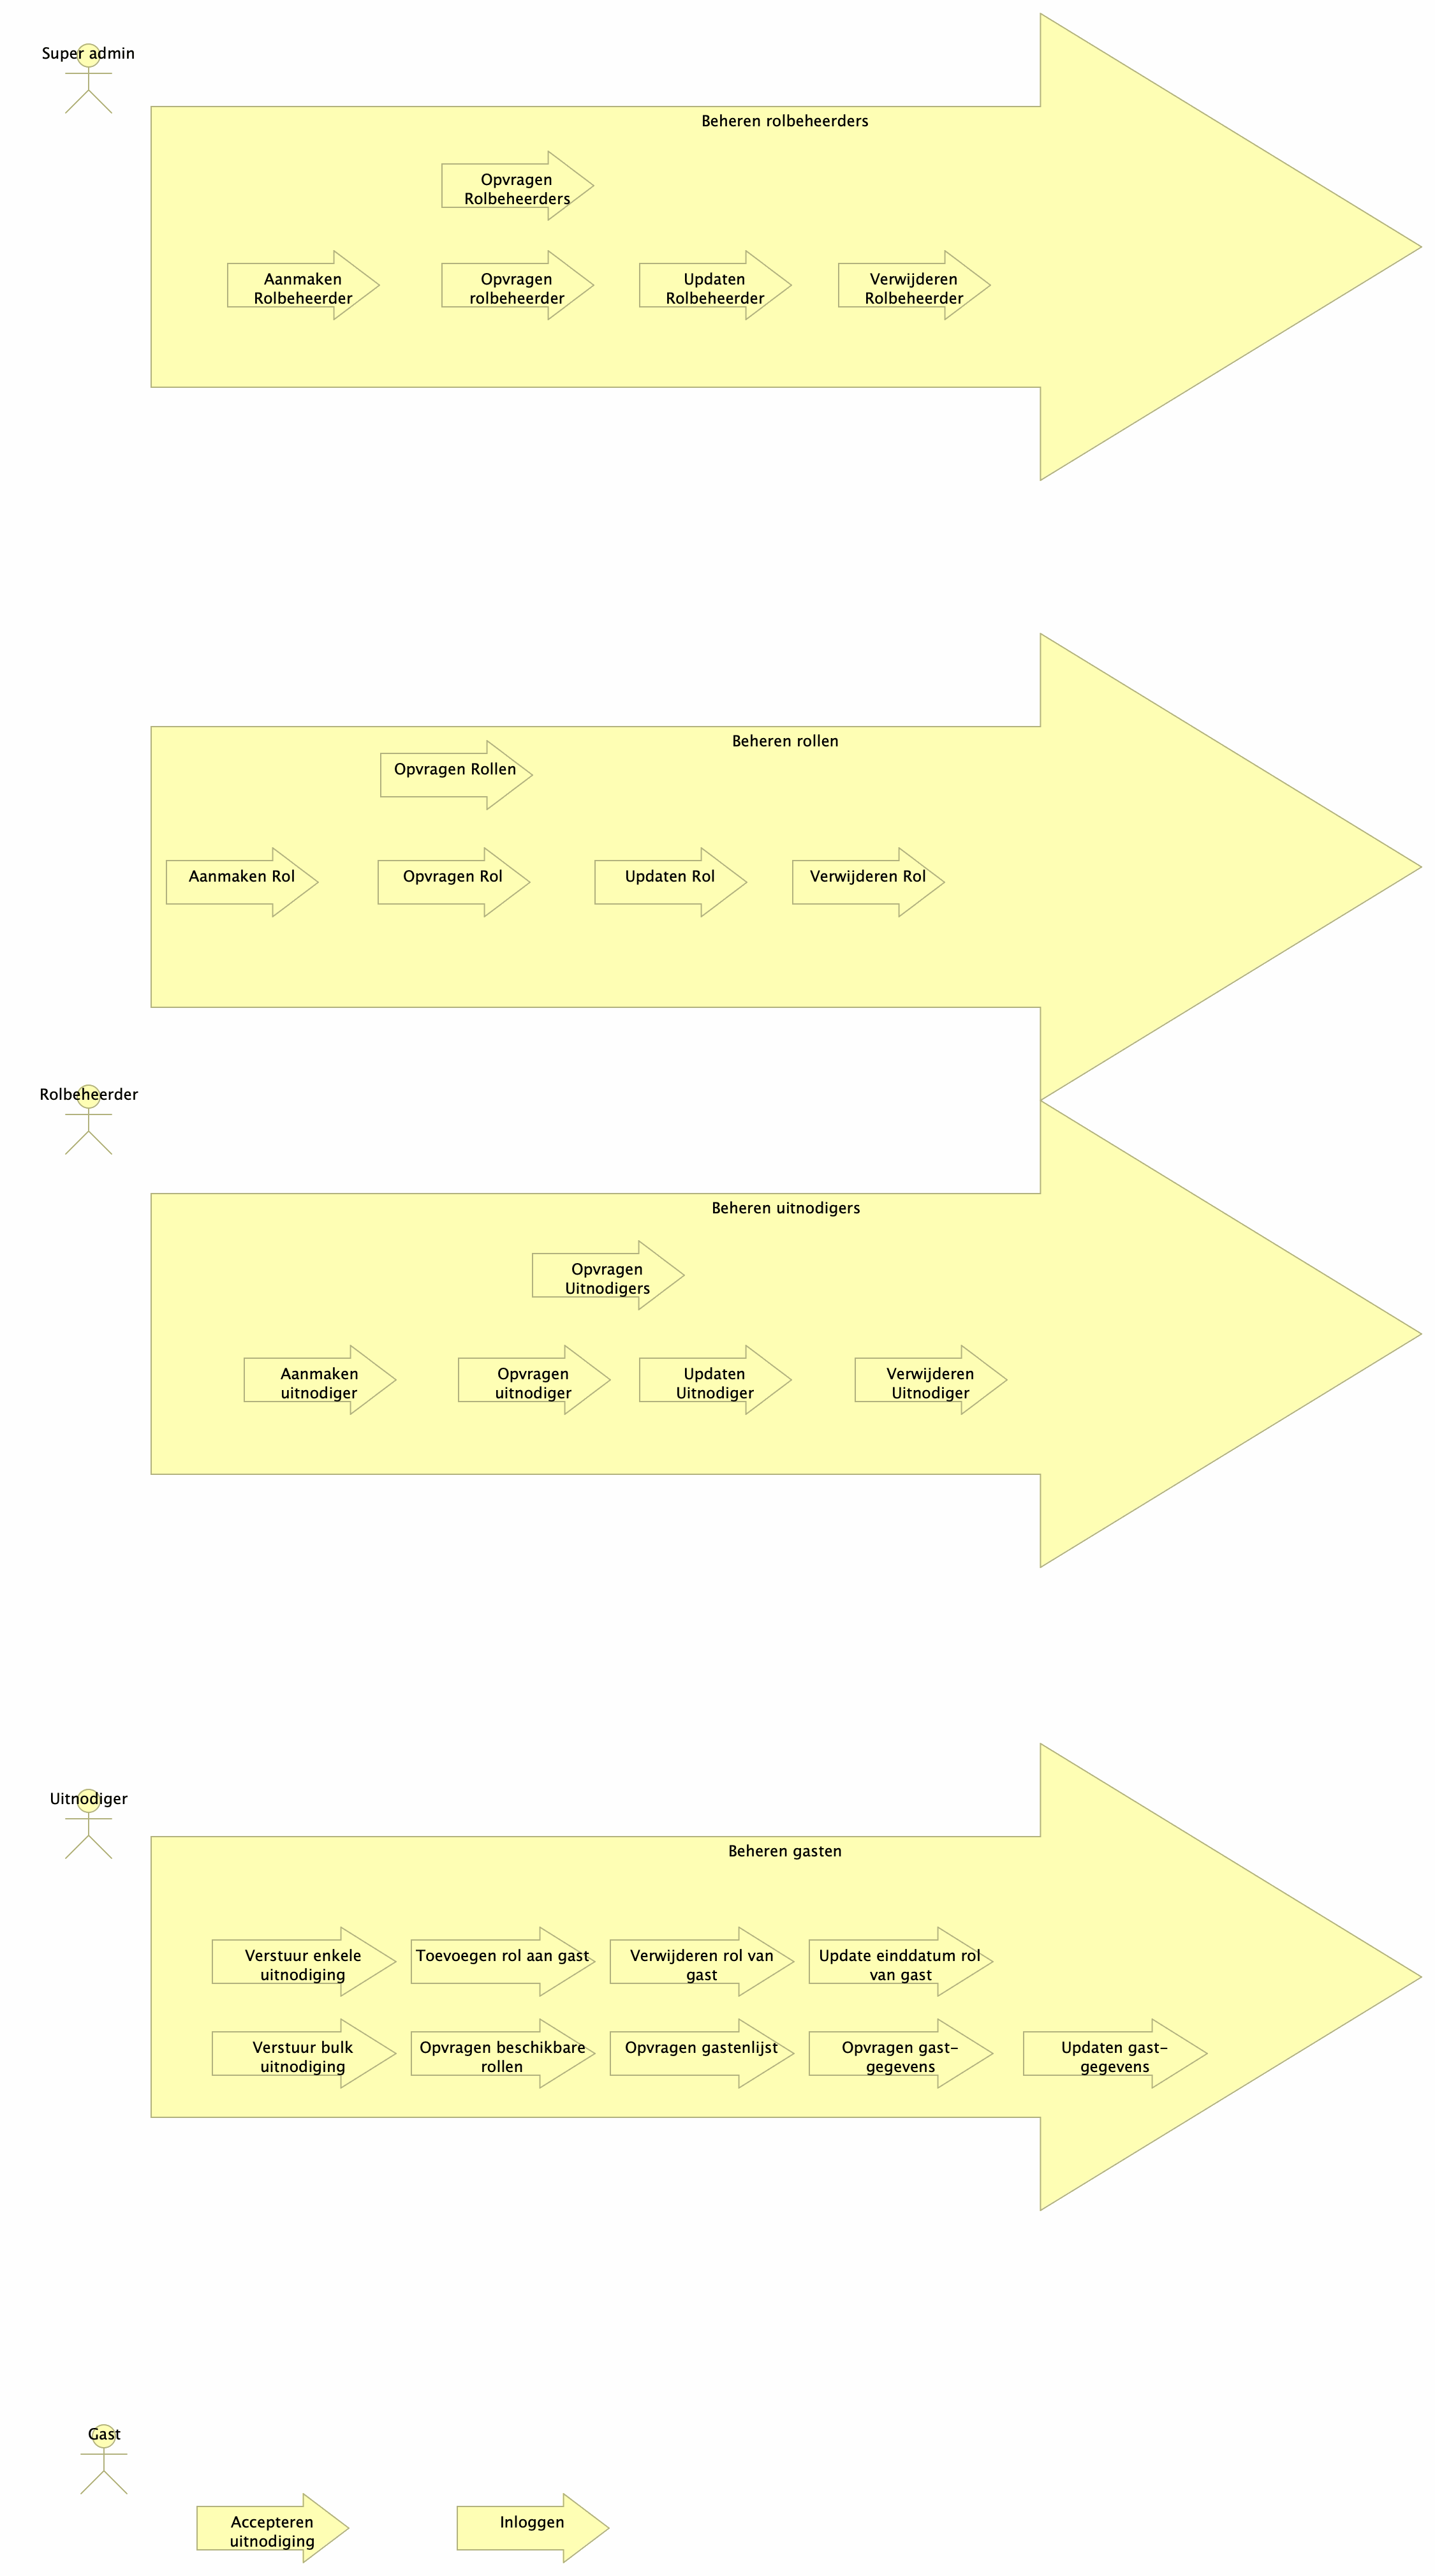 Super admin
Beheren rolbeheerders
Opvragen
Rolbeheerders
Aanmaken
Rolbeheerder
Opvragen
rolbeheerder
Updaten
Rolbeheerder
Verwijderen
Rolbeheerder
Beheren rollen
Opvragen Rollen
Aanmaken Rol
Opvragen Rol
Updaten Rol
Verwijderen Rol
Rolbeheerder
Beheren uitnodigers
Opvragen
Uitnodigers
Aanmaken
uitnodiger
Opvragen
uitnodiger
Updaten
Uitnodiger
Verwijderen
Uitnodiger
Uitnodiger
Beheren gasten
Verstuur enkele
uitnodiging
Toevoegen rol aan gast
Verwijderen rol van
gast
Update einddatum rol
van gast
Verstuur bulk
uitnodiging
Opvragen beschikbare
rollen
Opvragen gastenlijst
Opvragen gast-
gegevens
Updaten gast-
gegevens
Gast
Accepteren
uitnodiging
Inloggen